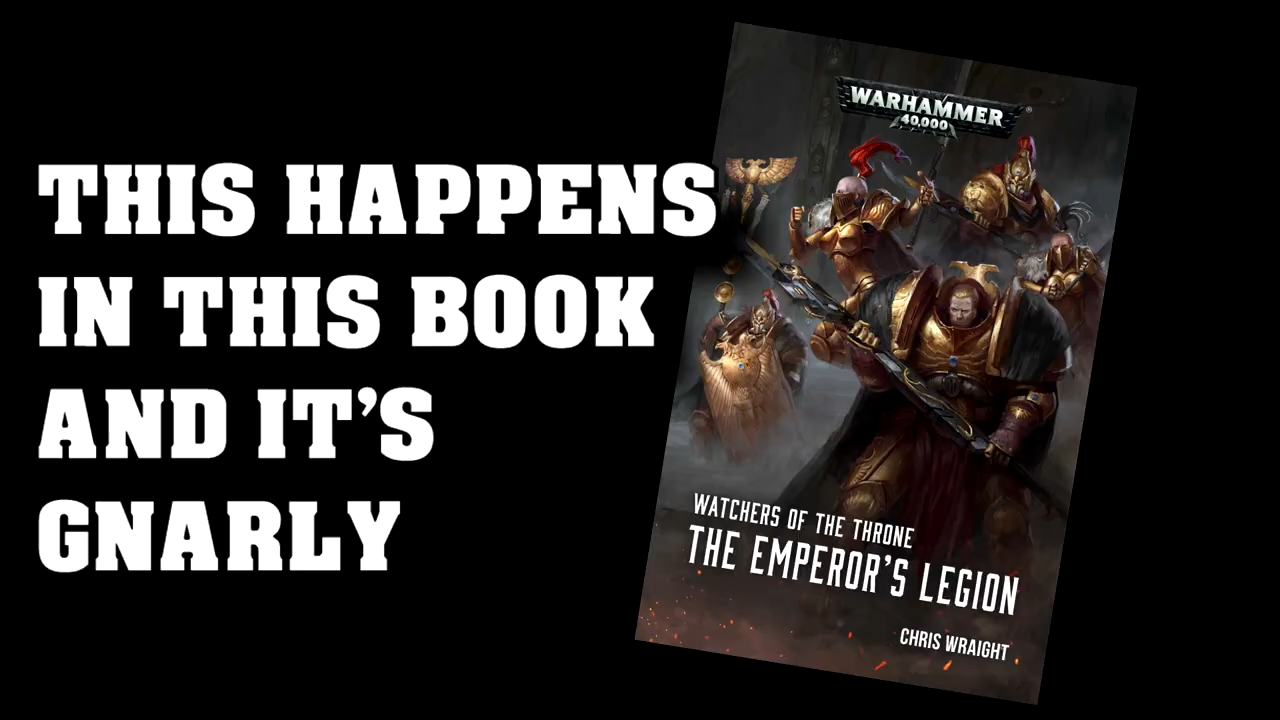 THIS HAPPENS
IN THIS BOOK
AND IT'S
GNARLY
WARHAMMER®
40,000
WATCHERS OF THE THRONE
THE EMPEROR'S LEGION
CHRIS WRAIGHT